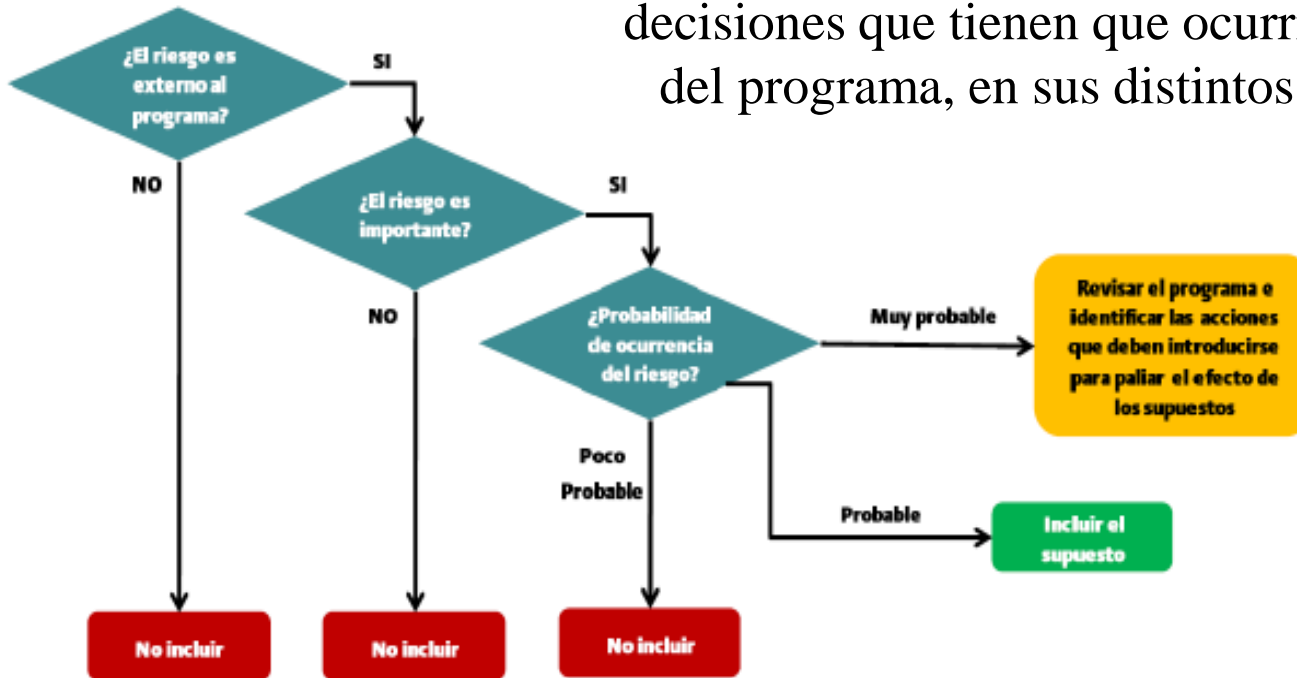 decisiones que tienen que ocurri
del programa, en sus distintos
¿El riesgo es
externo al
programa?
SI
NO
¿El riesgo es
importante?
SI
NO
¿Probabilidad
de ocurrencia
del riesgo?
Muy probable
Revisar el programa e
identificar las acciones
que deben introducirse
para paliar el efecto de
los supuestos
Poco
Probable
Probable
Incluir el
supuesto
No incluir
No incluir
No incluir